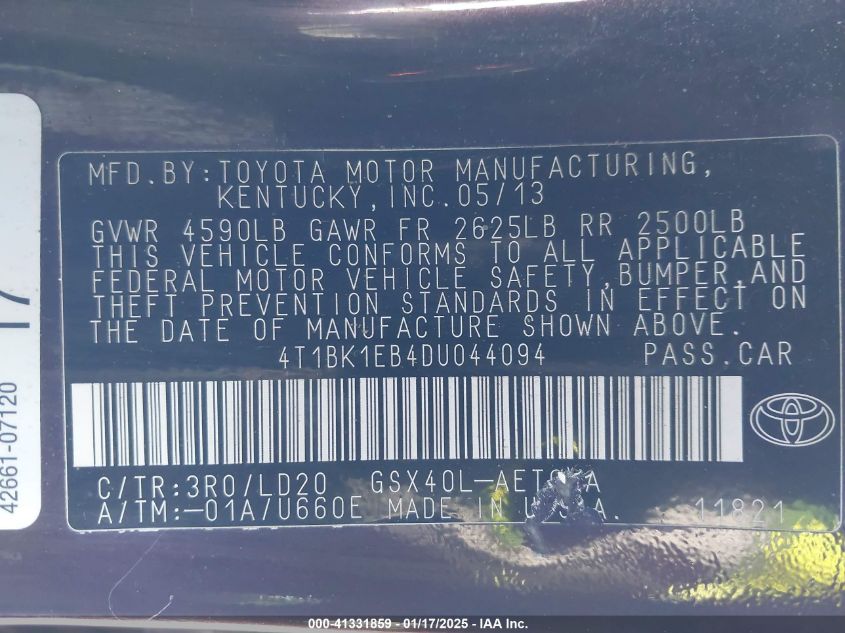 MFD.BY:TOYOTA MOTOR MANUFACTURING,
KENTUCKY,INC.05/13
GVWR 4590LB GAWR FR 2625LB RR 2500LB
THIS VEHICLE CONFORMS TO ALL APPLICABLE
FEDERAL MOTOR VEHICLE SAFETY,BUMPER,AND
THEFT PREVENTION STANDARDS IN EFFECT ON
THE DATE OF MANUFACTURE SHOWN ABOVE.
4T1BK1EB4DU044094 PASS.CAR
C/TR:3R0/LD20
A/TM:-01A/U660E MADE IN 11821
42661-07120
000-41331859 - 01/17/2025 - IAA Inc.